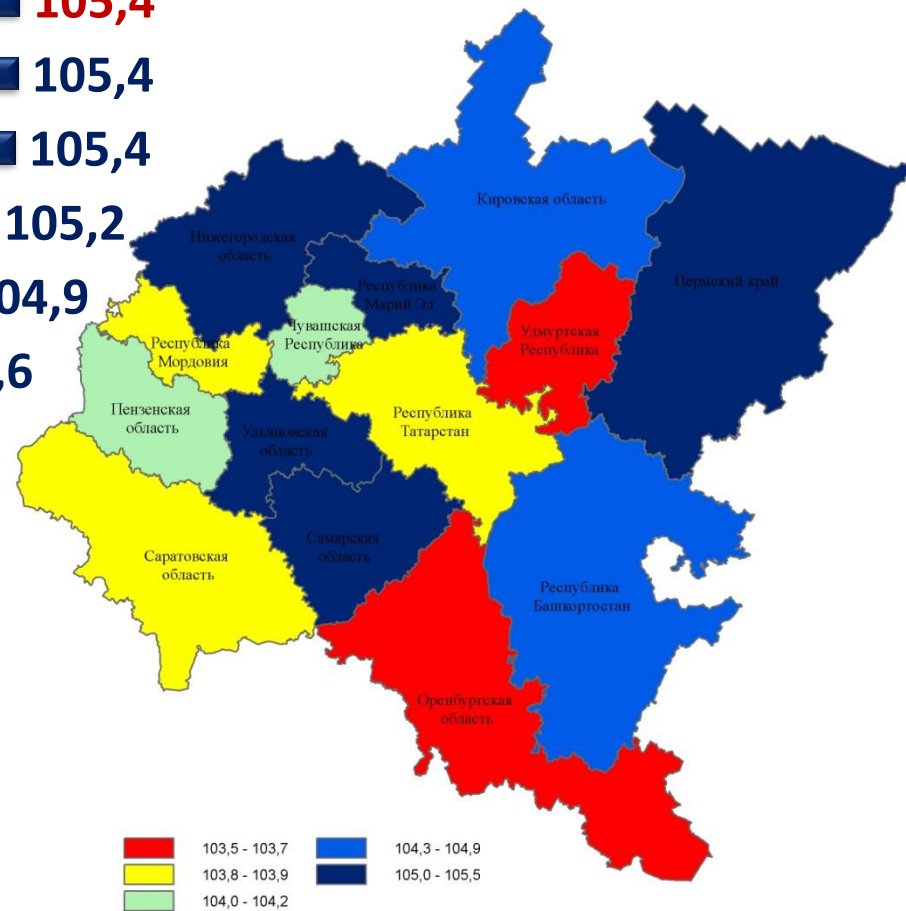 105,4
105,4
105,4
105,2
04,9
,6
Кировская область
Нижегородская
область
Пермский край
Республика
Марий Эл
Чувашская
Республика
Удмуртская
Республика
Республика
Мордовия
Пензенская
область
Республика
Татарстан
Ульяновская
область
Самарская
область
Саратовская
область
Республика
Башкортостан
Оренбургская
область
103,5 - 103,7
104,3 - 104,9
103,8 - 103,9
105,0 - 105,5
104,0 - 104,2